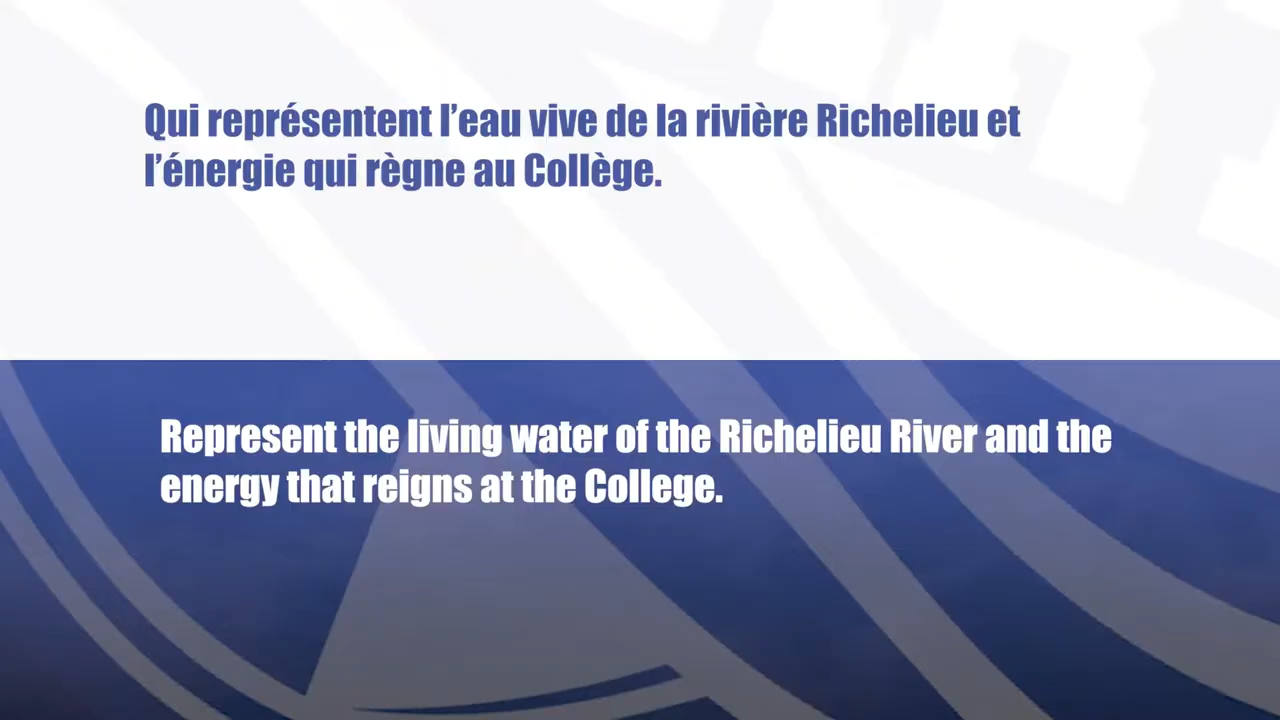 Qui représentent l’eau vive de la rivière Richelieu et
l’énergie qui règne au Collège.
Represent the living water of the Richelieu River and the
energy that reigns at the College.